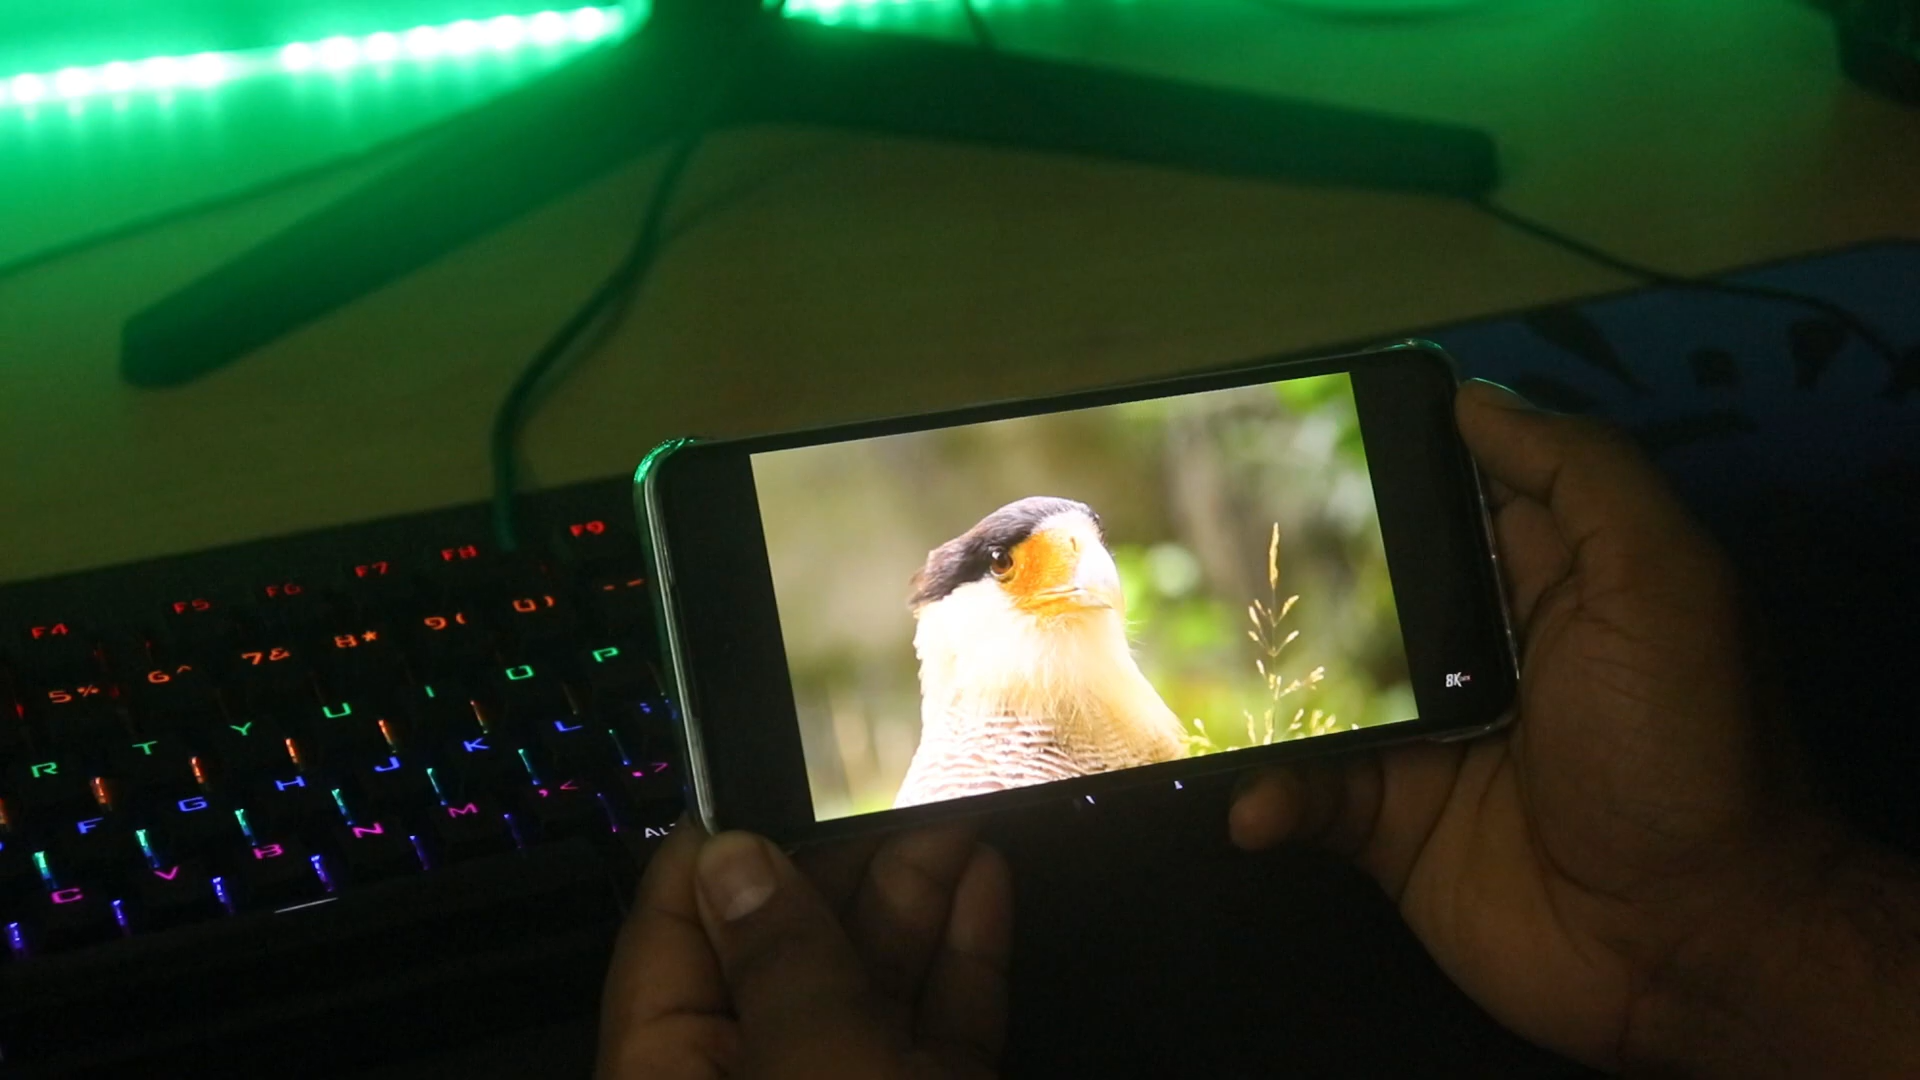 F4 F5 F6 F7 F8 F9
5% 6^ 7& 8* 9( 0)
R T Y U I O P
F G H J K L
C V B N M ,< .>
ALT
8K